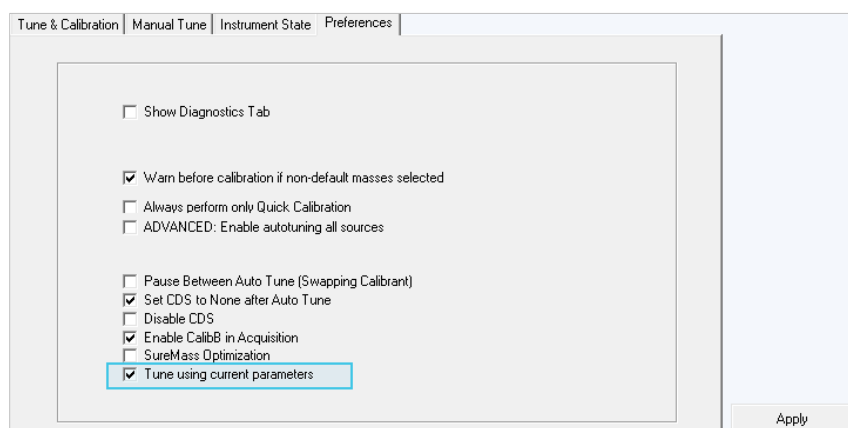 Tune & Calibration Manual Tune Instrument State Preferences
Show Diagnostics Tab
Warn before calibration if non-default masses selected
Always perform only Quick Calibration
ADVANCED: Enable autotuning all sources
Pause Between Auto Tune (Swapping Calibrant)
Set CDS to None after Auto Tune
Disable CDS
Enable CalibB in Acquisition
SureMass Optimization
Tune using current parameters
Apply